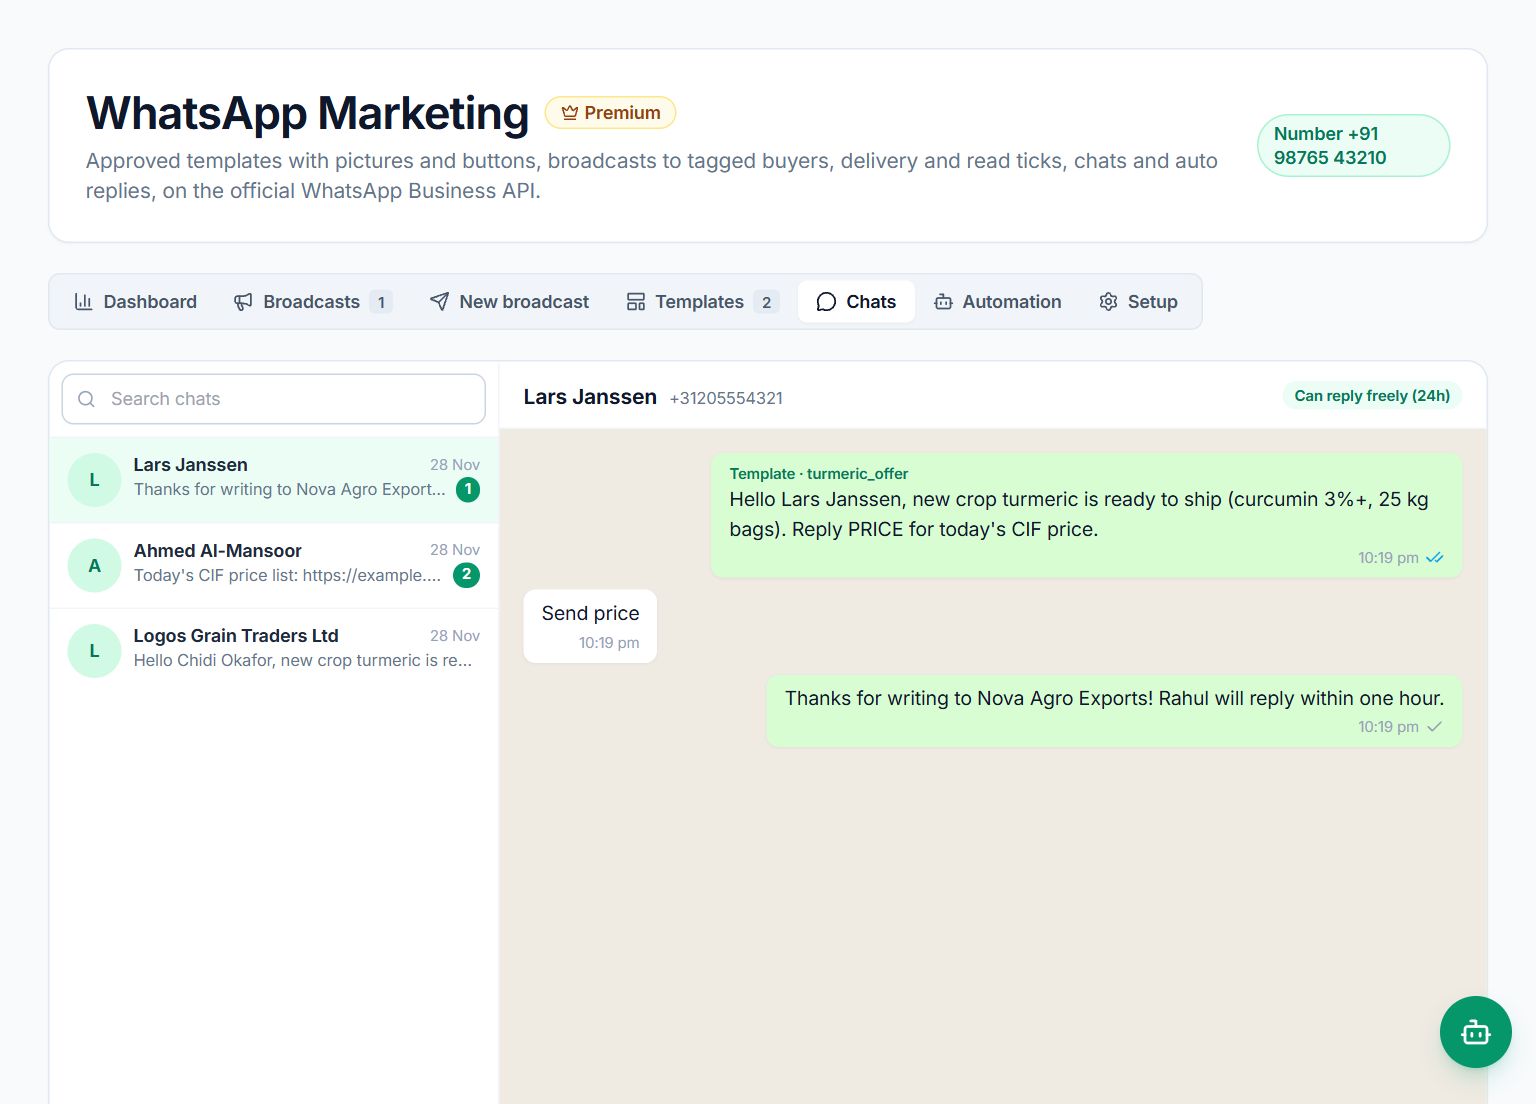 WhatsApp Marketing
Premium
Approved templates with pictures and buttons, broadcasts to tagged buyers, delivery and read ticks, chats and auto
replies, on the official WhatsApp Business API.
Number +91
98765 43210
Dashboard
Broadcasts 1
New broadcast
Templates 2
Chats
Automation
Setup
Search chats
L
Lars Janssen
28 Nov
Thanks for writing to Nova Agro Export...
1
A
Ahmed Al-Mansoor
28 Nov
Today's CIF price list: https://example....
2
L
Logos Grain Traders Ltd
28 Nov
Hello Chidi Okafor, new crop turmeric is re...
Lars Janssen +31205554321
Can reply freely (24h)
Template · turmeric_offer
Hello Lars Janssen, new crop turmeric is ready to ship (curcumin 3%+, 25 kg
bags). Reply PRICE for today's CIF price.
10:19 pm
Send price
10:19 pm
Thanks for writing to Nova Agro Exports! Rahul will reply within one hour.
10:19 pm